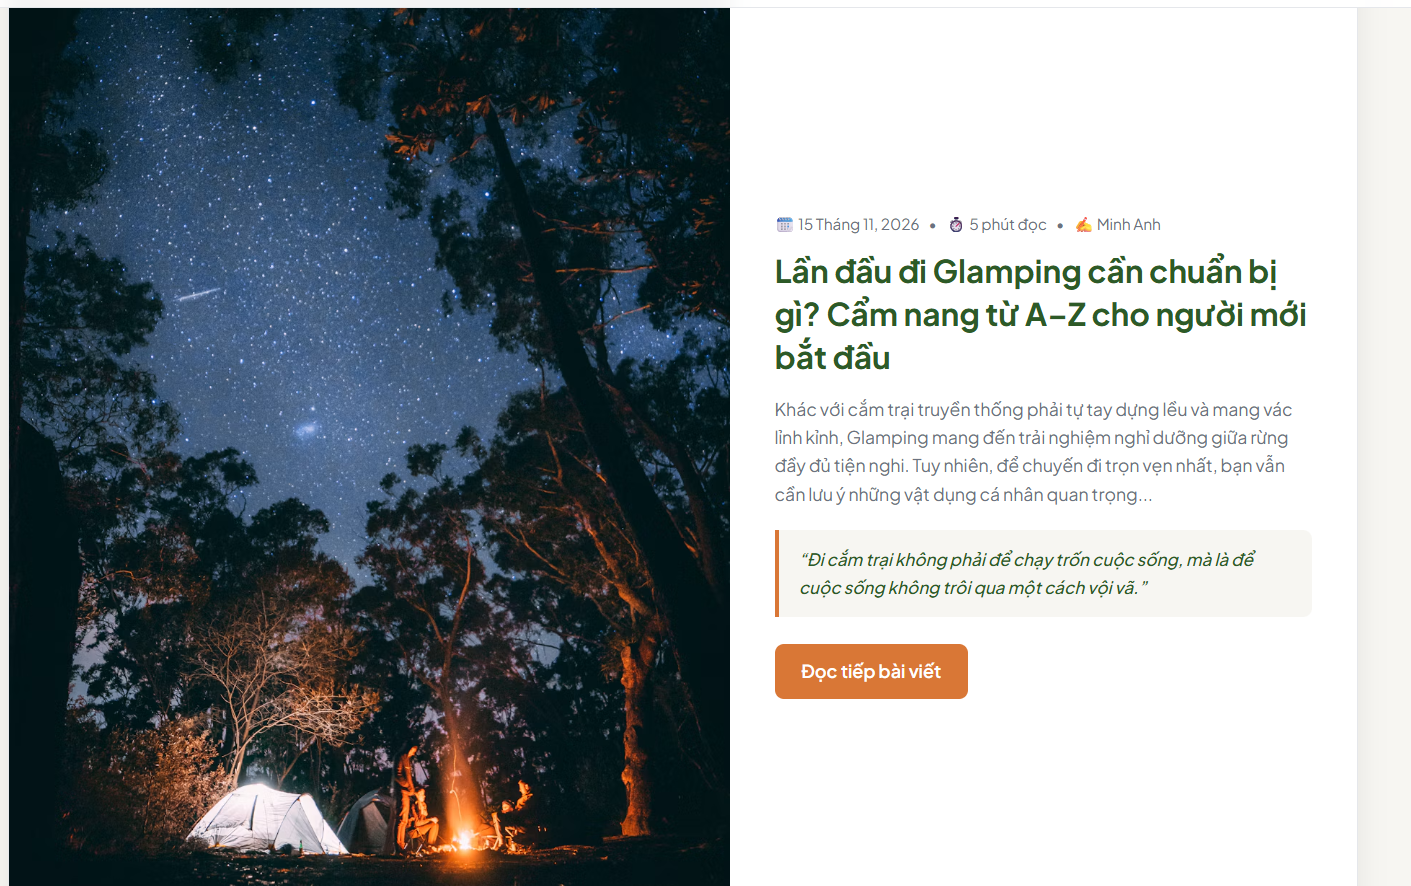 15 Tháng 11, 2026 • 5 phút đọc • Minh Anh
Lần đầu đi Glamping cần chuẩn bị
gì? Cẩm nang từ A–Z cho người mới
bắt đầu
Khác với cắm trại truyền thống phải tự tay dựng lều và mang vác
lỉnh kỉnh, Glamping mang đến trải nghiệm nghỉ dưỡng giữa rừng
đầy đủ tiện nghi. Tuy nhiên, để chuyến đi trọn vẹn nhất, bạn vẫn
cần lưu ý những vật dụng cá nhân quan trọng...
“Đi cắm trại không phải để chạy trốn cuộc sống, mà là để
cuộc sống không trôi qua một cách vội vã.”
Đọc tiếp bài viết